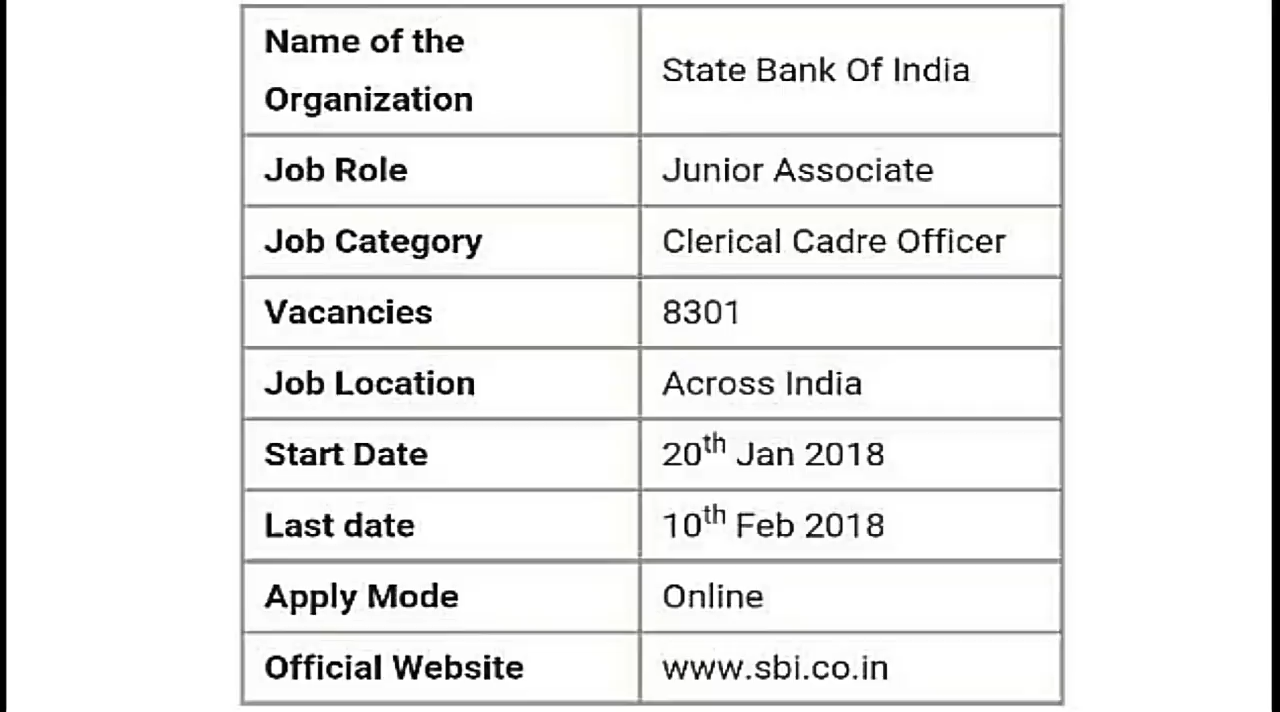 Name of the
Organization
State Bank Of India
Job Role
Junior Associate
Job Category
Clerical Cadre Officer
Vacancies
8301
Job Location
Across India
Start Date
20th Jan 2018
Last date
10th Feb 2018
Apply Mode
Online
Official Website
www.sbi.co.in